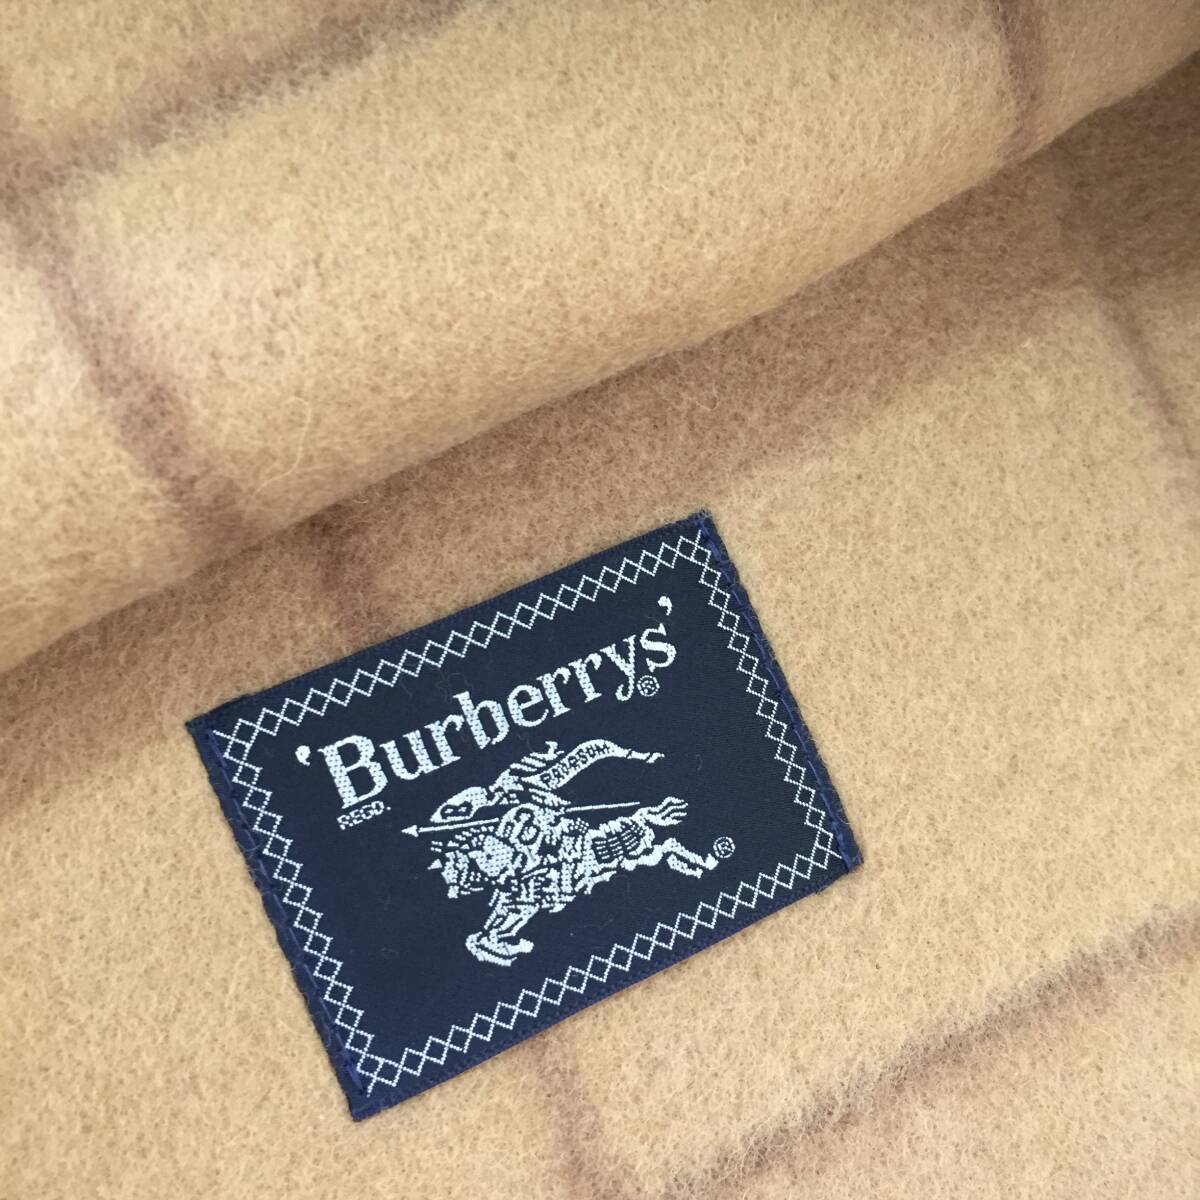 'Burberrys'®
REGD.
PRORSUM
®